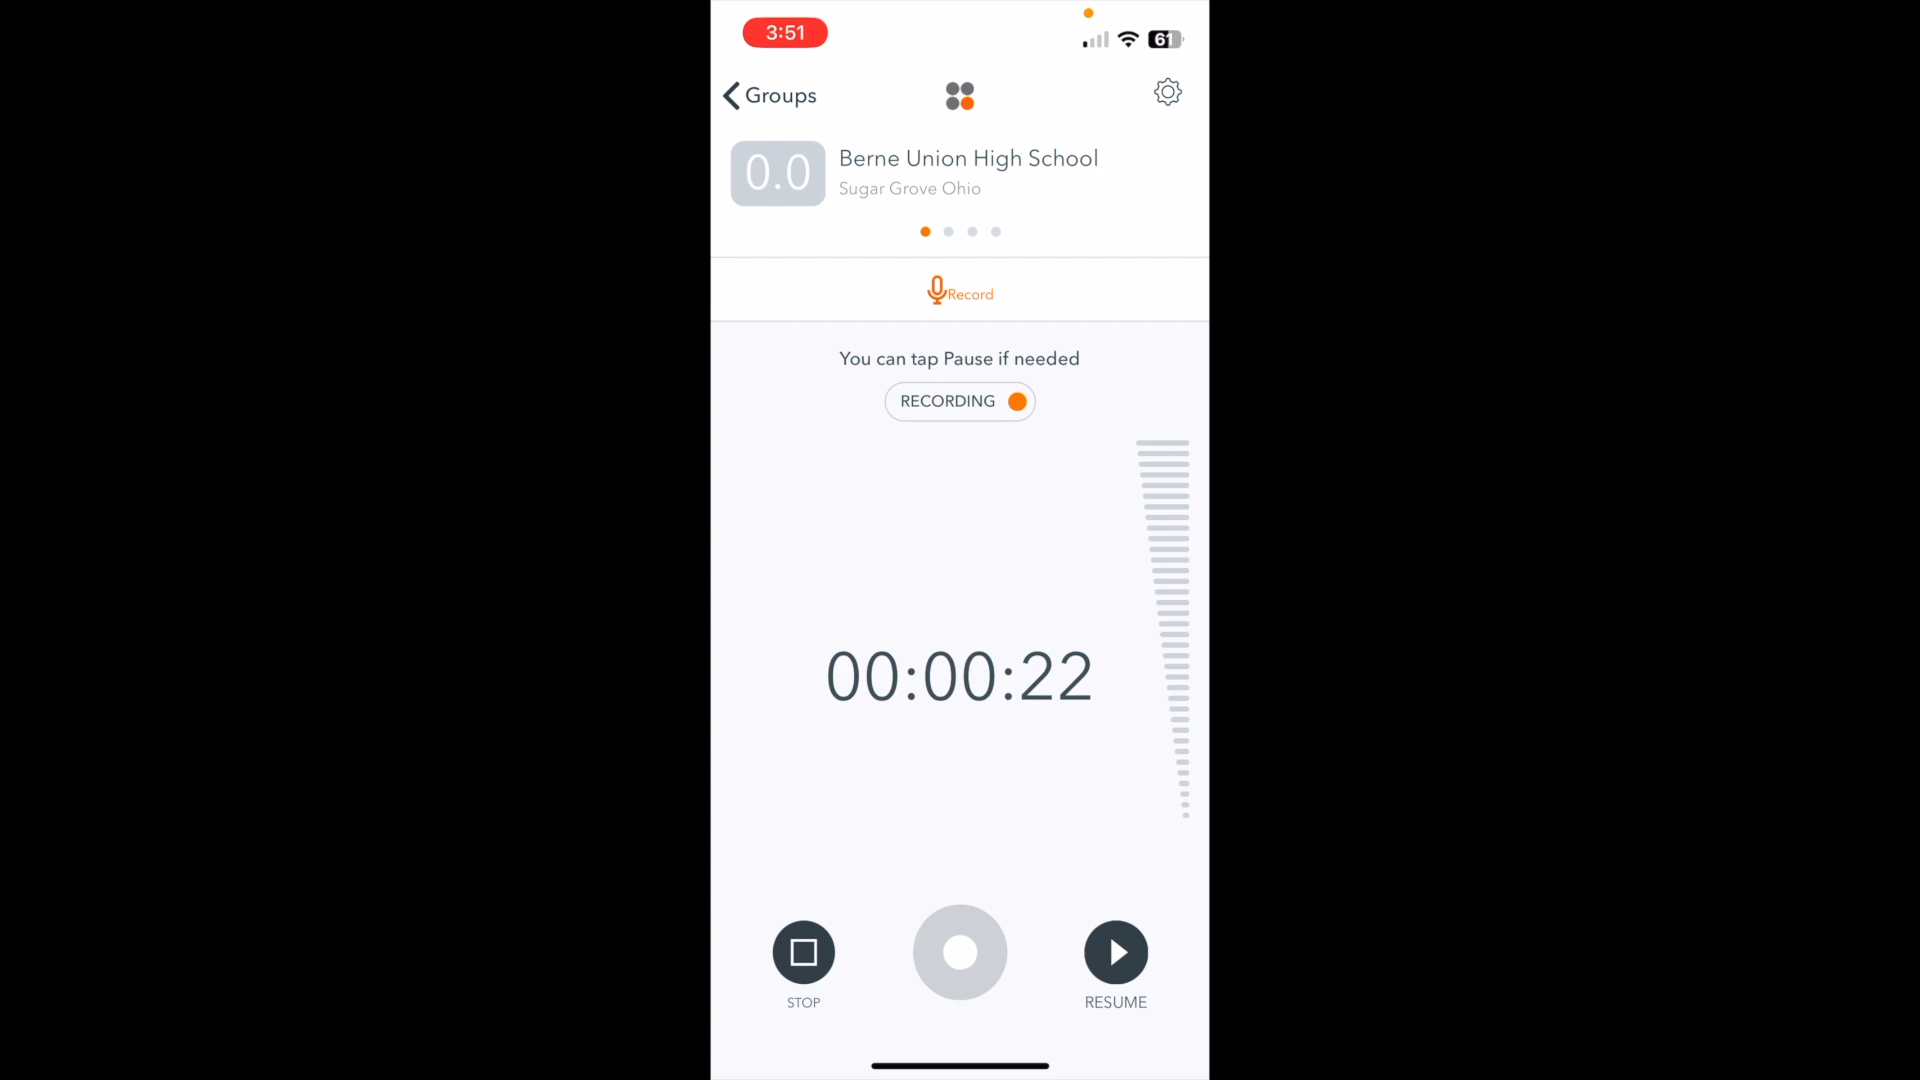 3:51
61
Groups
0.0
Berne Union High School
Sugar Grove Ohio
Record
You can tap Pause if needed
RECORDING
00:00:22
STOP
RESUME